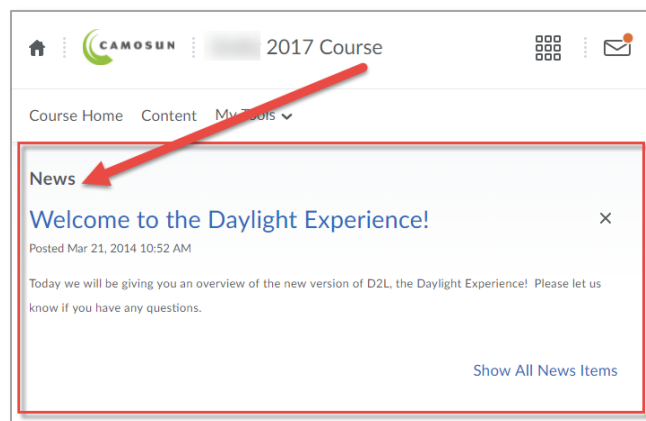 CAMOSUN 2017 Course
Course Home Content My Tools
News
Welcome to the Daylight Experience!
Posted Mar 21, 2014 10:52 AM
Today we will be giving you an overview of the new version of D2L, the Daylight Experience! Please let us
know if you have any questions.
Show All News Items